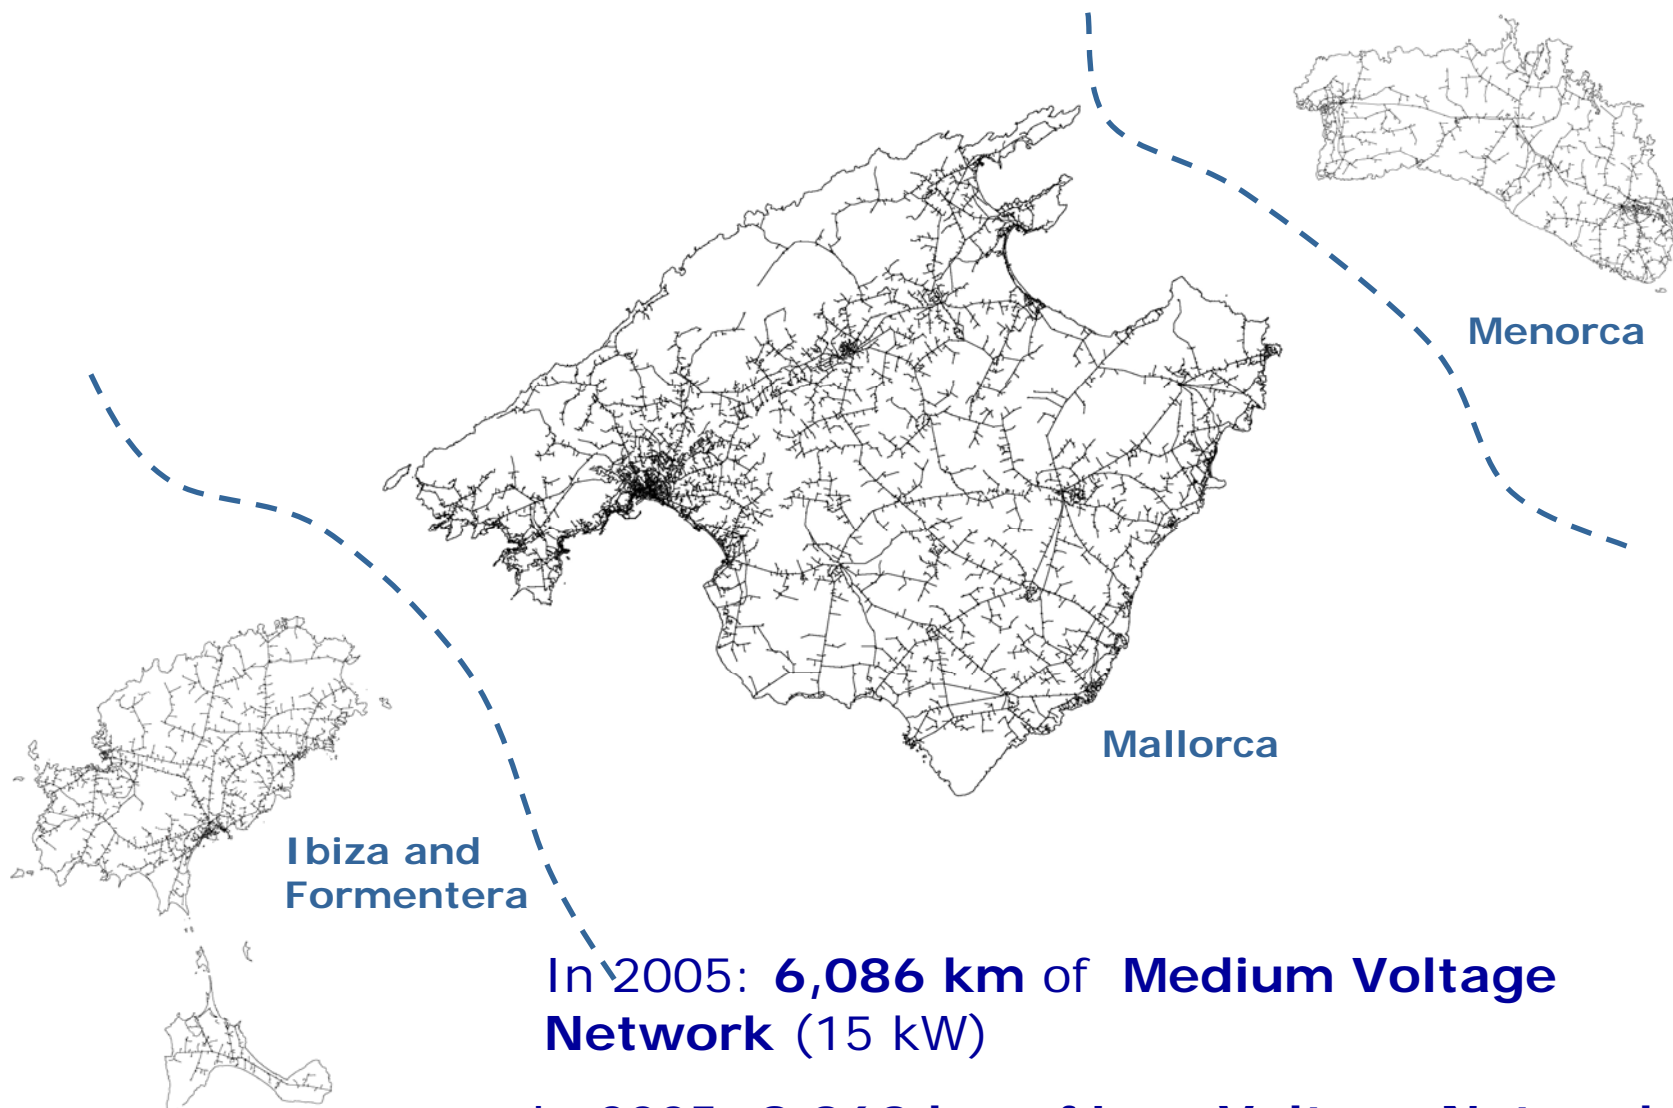 Menorca
Mallorca
Ibiza and
Formentera
In 2005: 6,086 km of Medium Voltage
Network (15 kW)